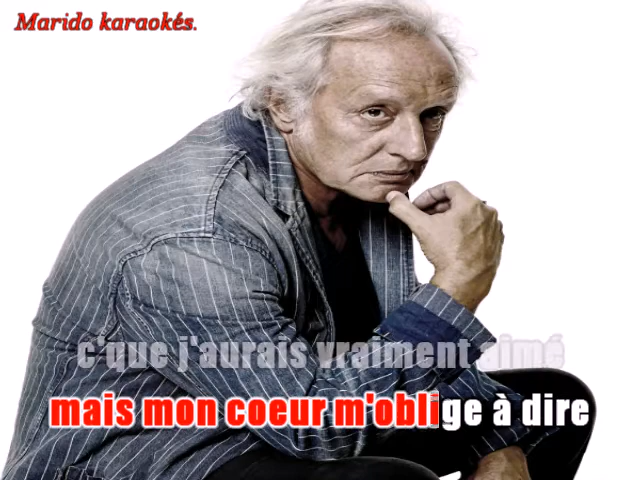 Marido karaokés.
c'que j'aurais vraiment aimé
mais mon coeur m'oblige à dire